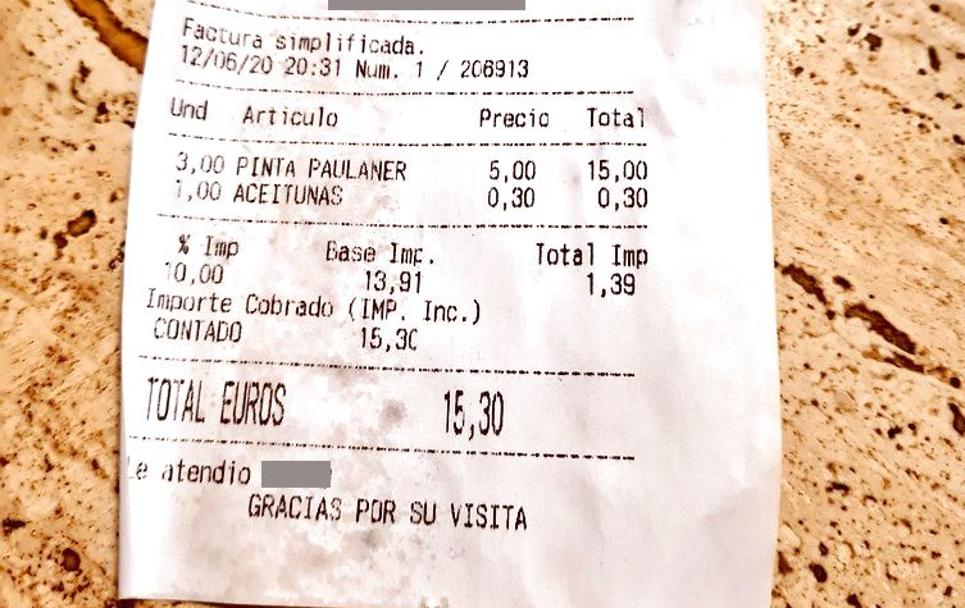 Factura simplificada.
12/06/20 20:31 Num. 1 / 206913
Und Articulo Precio Total
3,00 PINTA PAULANER 5,00 15,00
1,00 ACEITUNAS 0,30 0,30
% Imp Base Imp. Total Imp
10,00 13,91 1,39
Importe Cobrado (IMP. Inc.)
CONTADO 15,30
TOTAL EUROS 15,30
Le atendio
GRACIAS POR SU VISITA